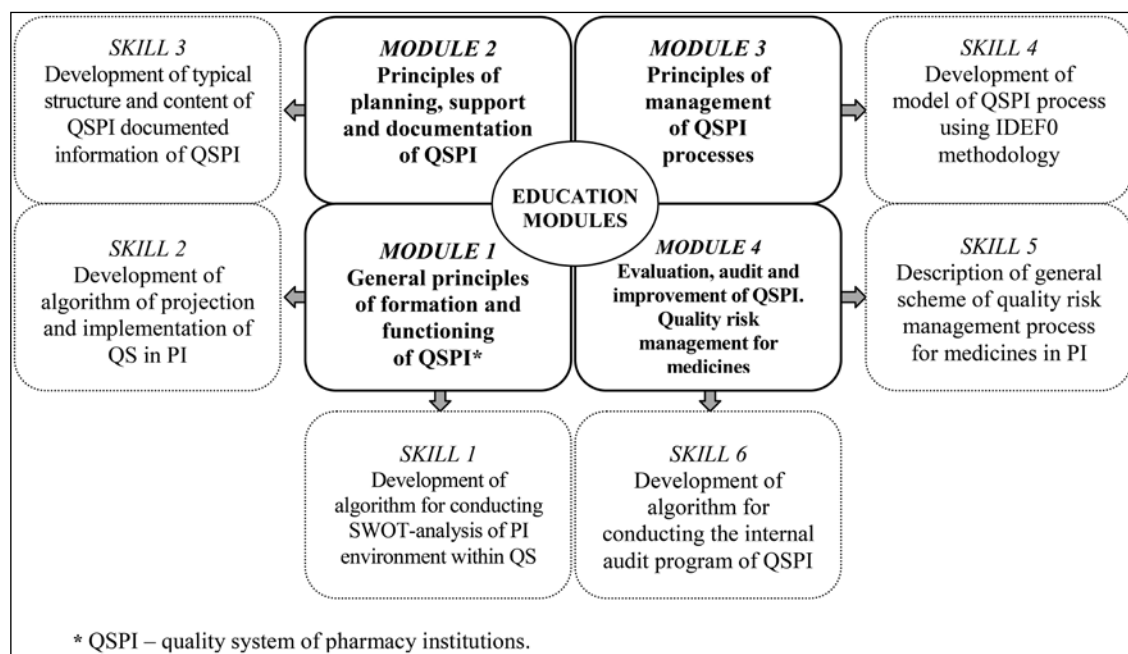 SKILL 3
Development of typical
structure and content of
QSPI documented
information of QSPI
MODULE 2
Principles of
planning, support
and documentation
of QSPI
MODULE 3
Principles of
management
of QSPI
processes
SKILL 4
Development of
model of QSPI process
using IDEF0
methodology
EDUCATION
MODULES
SKILL 2
Development of
algorithm of projection
and implementation of
QS in PI
MODULE 1
General principles
of formation and
functioning
of QSPI*
MODULE 4
Evaluation, audit and
improvement of QSPI.
Quality risk
management for
medicines
SKILL 5
Description of general
scheme of quality risk
management process
for medicines in PI
SKILL 1
Development of
algorithm for conducting
SWOT-analysis of PI
environment within QS
SKILL 6
Development of
algorithm for
conducting the internal
audit program of QSPI
* QSPI – quality system of pharmacy institutions.